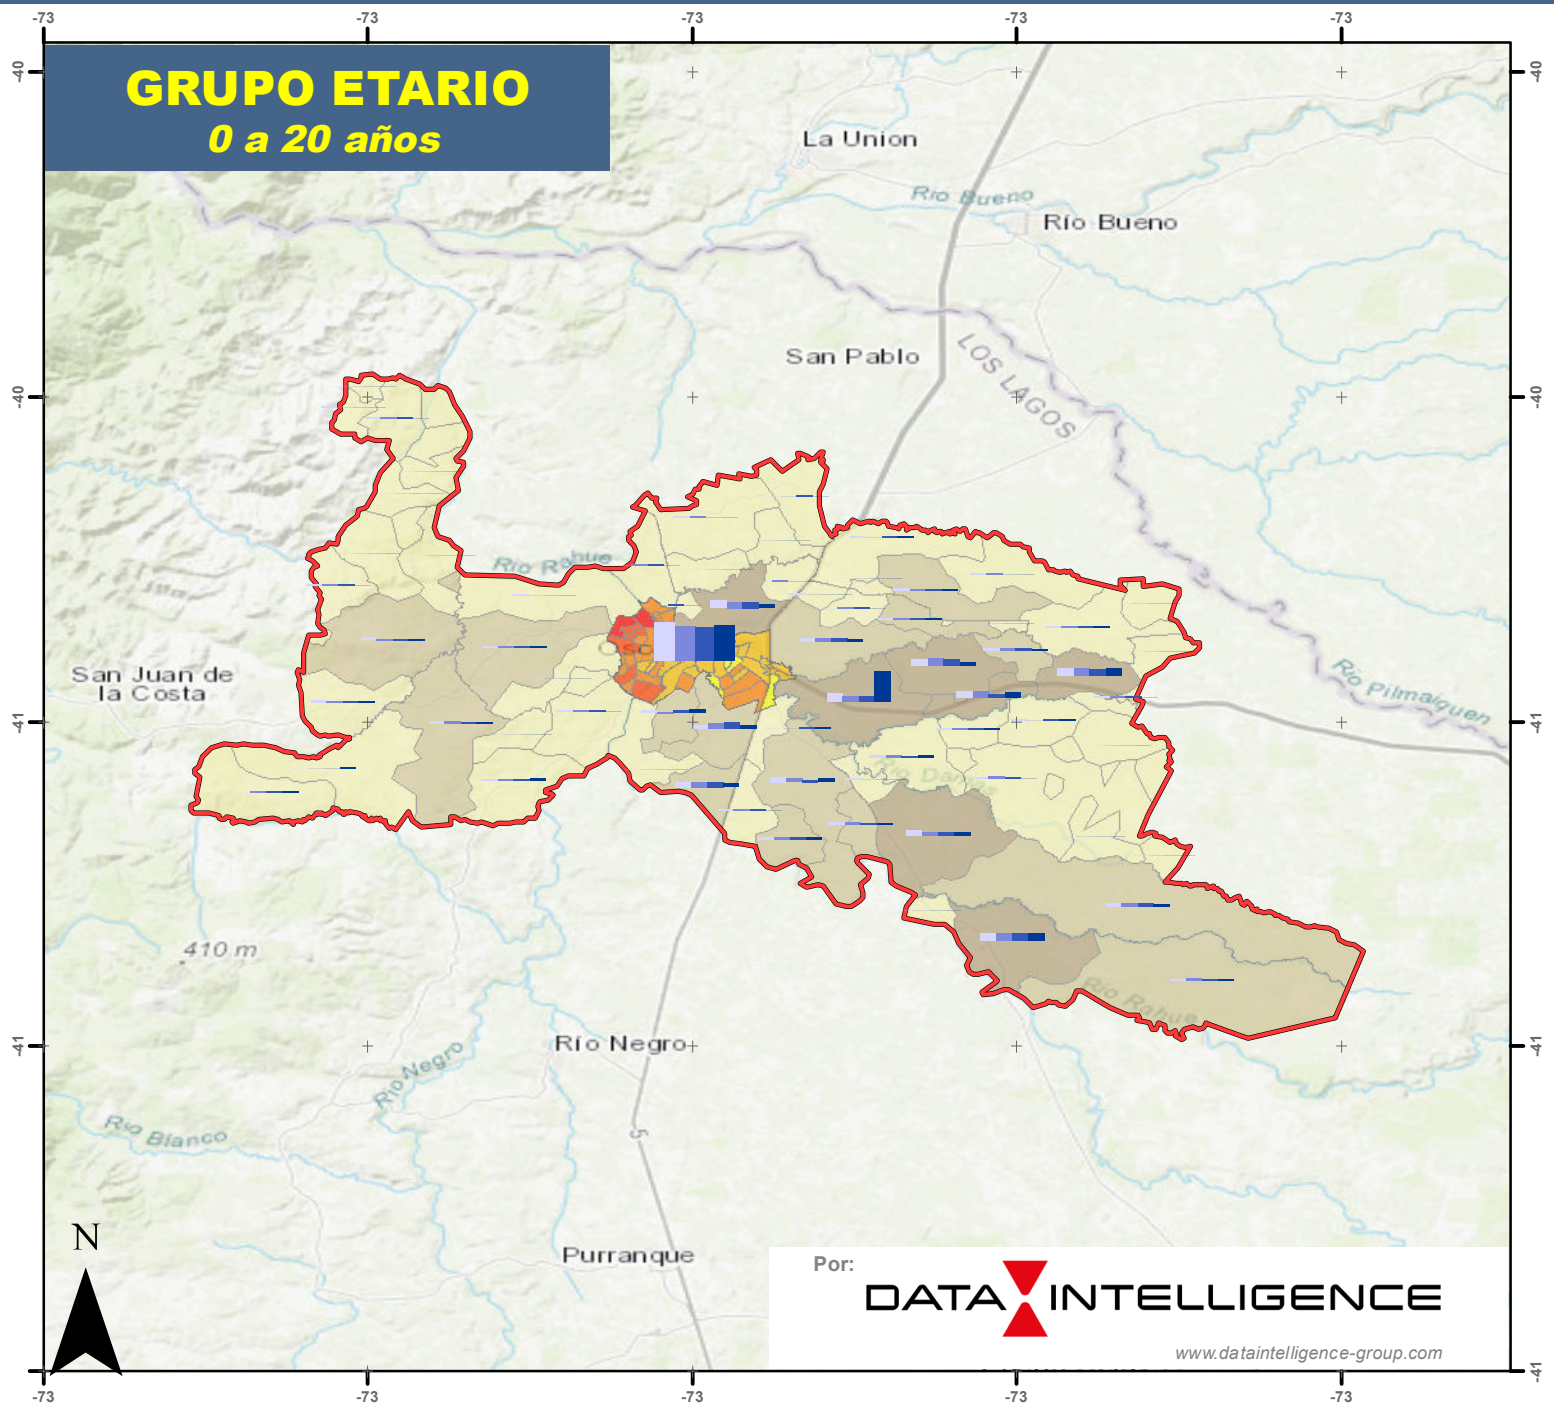 -73
-73
-73
-73
-73
-40
-40
GRUPO ETARIO
0 a 20 años
La Union
Rio Bueno
Río Bueno
San Pablo
LOS LAGOS
-40
-40
Rio Rahue
San Juan de
la Costa
Rio Pilmaiquen
-41
-41
410 m
Rio Rahue
Río Negro
-41
-41
Rio Negro
Rio Blanco
5
N
Purranque
Por:
DATA INTELLIGENCE
www.dataintelligence-group.com
-41
-73
-73
-73
-73
-73